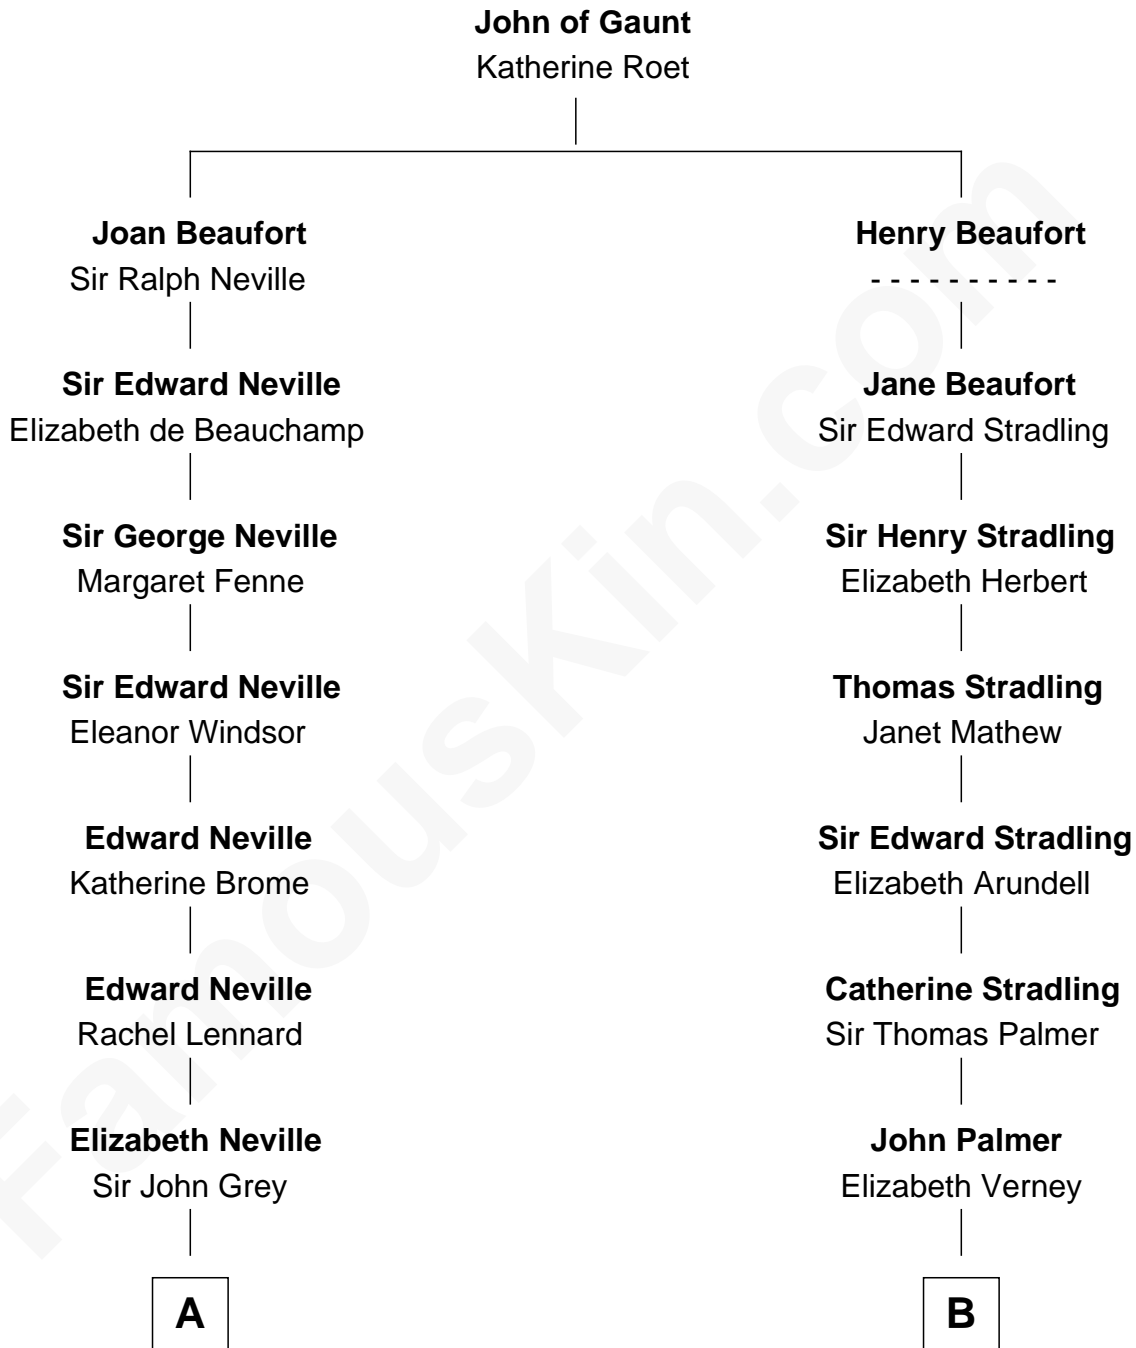 John of Gaunt
Katherine Roet
Joan Beaufort
Sir Ralph Neville
Sir Edward Neville
Elizabeth de Beauchamp
Sir George Neville
Margaret Fenne
Sir Edward Neville
Eleanor Windsor
Edward Neville
Katherine Brome
Edward Neville
Rachel Lennard
Elizabeth Neville
Sir John Grey
A
Henry Beaufort
- - - - - - - - - -
Jane Beaufort
Sir Edward Stradling
Sir Henry Stradling
Elizabeth Herbert
Thomas Stradling
Janet Mathew
Sir Edward Stradling
Elizabeth Arundell
Catherine Stradling
Sir Thomas Palmer
John Palmer
Elizabeth Verney
B
FamousKin.com